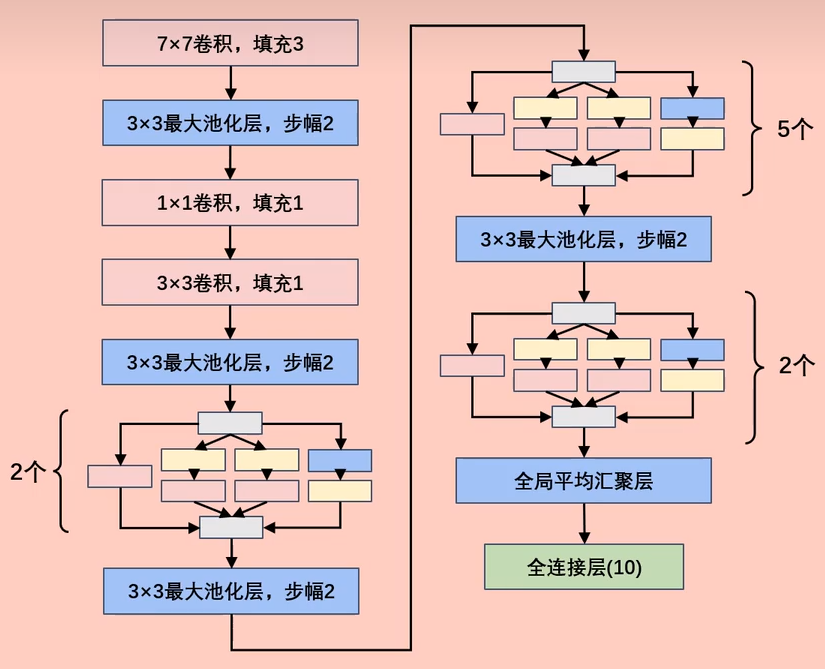 7×7卷积，填充3
3×3最大池化层，步幅2
1×1卷积，填充1
3×3卷积，填充1
3×3最大池化层，步幅2
2个
3×3最大池化层，步幅2
5个
3×3最大池化层，步幅2
2个
全局平均汇聚层
全连接层(10)